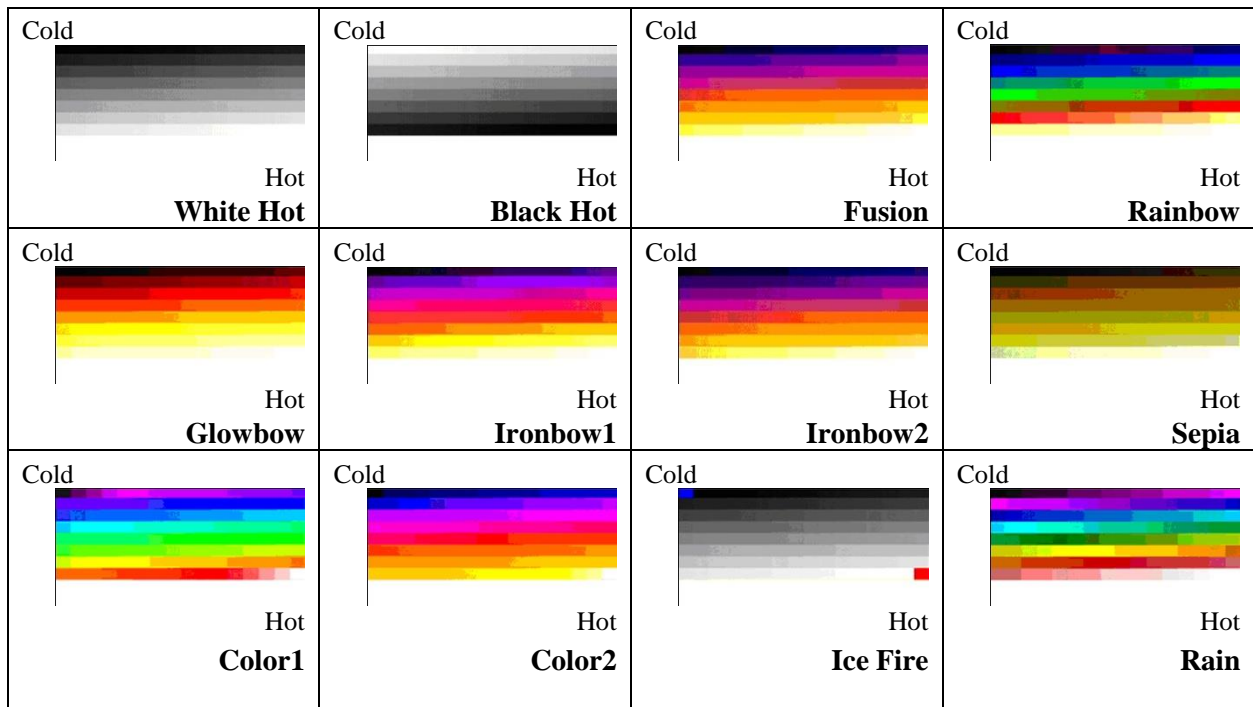 Cold
Hot
White Hot
Cold
Hot
Black Hot
Cold
Hot
Fusion
Cold
Hot
Rainbow
Cold
Hot
Glowbow
Cold
Hot
Ironbow1
Cold
Hot
Ironbow2
Cold
Hot
Sepia
Cold
Hot
Color1
Cold
Hot
Color2
Cold
Hot
Ice Fire
Cold
Hot
Rain